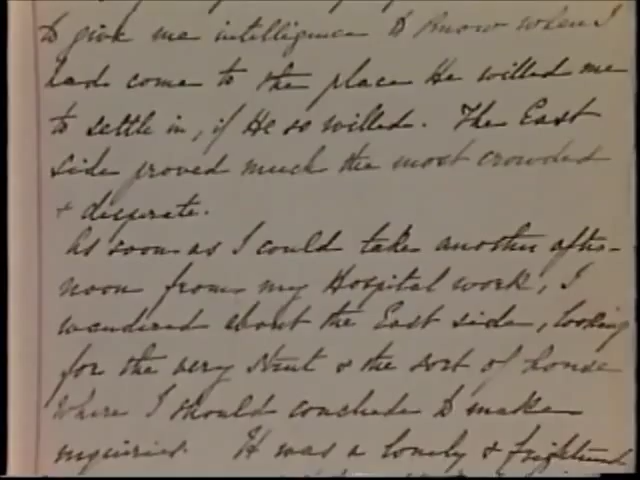 to give me intelligence to know when I
had come to the place He willed me
to settle in, if He so willed. The East
side proved much the most crowded
+ desperate.
As soon as I could take another after-
noon from my Hospital work, I
wandered about the East side, looking
for the very street & the sort of house
where I should conclude to make
inquiries. It was a lonely &